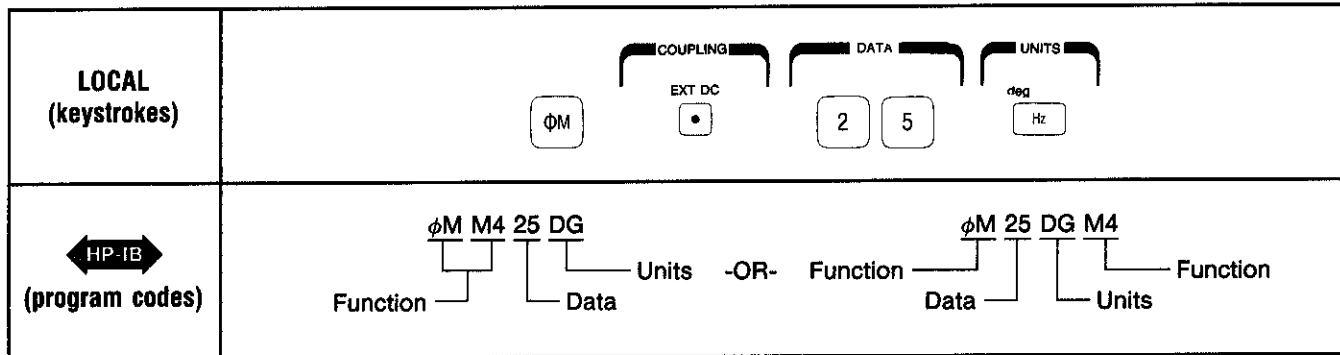 LOCAL
(keystrokes)
COUPLING DATA UNITS
EXT DC deg
ΦM • 2 5 Hz
HP-IB
(program codes)
ϕM M4 25 DG ϕM 25 DG M4
Units -OR- Function Function
Function Data Data Units